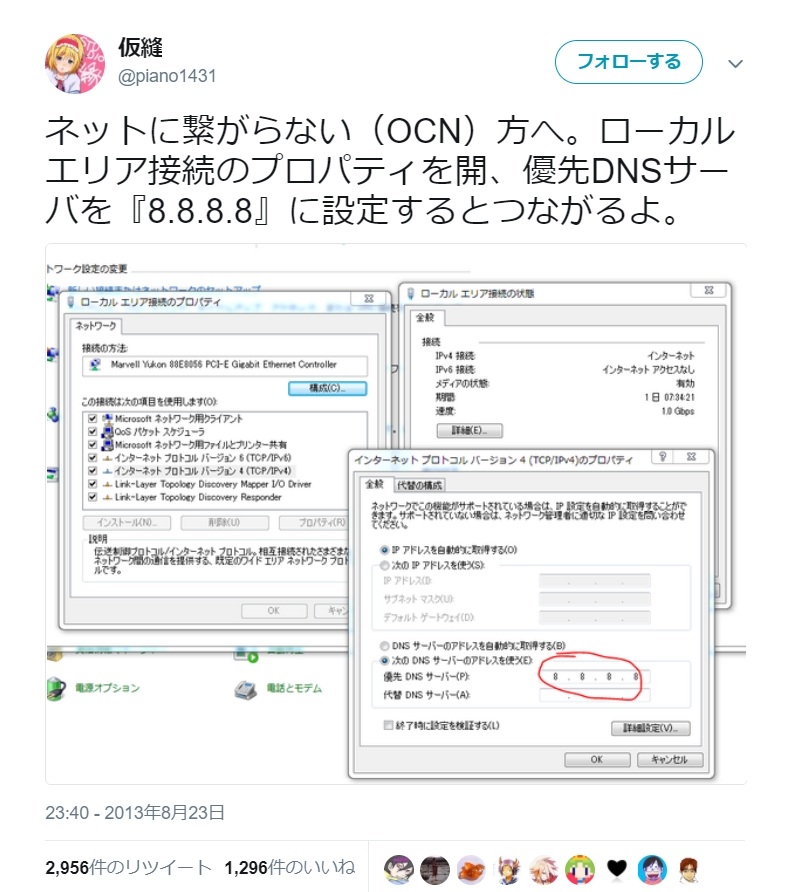 仮縫
@piano1431
フォローする
ネットに繋がらない（OCN）方へ。ローカル
エリア接続のプロパティを開、優先DNSサー
バを『8.8.8.8』に設定するとつながるよ。
トワーク設定の変更
ローカル エリア接続のプロパティ
ネットワーク
接続の方法:
Marvell Yukon 88E8056 PCI-E Gigabit Ethernet Controller
構成(C)...
この接続は次の項目を使用します(O):
Microsoft ネットワーク用クライアント
QoS パケット スケジューラ
Microsoft ネットワーク用ファイルとプリンター共有
インターネット プロトコル バージョン 6 (TCP/IPv6)
インターネット プロトコル バージョン 4 (TCP/IPv4)
Link-Layer Topology Discovery Mapper I/O Driver
Link-Layer Topology Discovery Responder
インストール(N)...
削除(U)
プロパティ(R)
説明
伝送制御プロトコル/インターネット プロトコル。相互接続されたさまざまな
ネットワーク間の通信を提供する、既定のワイド エリア ネットワーク プロト
ルです。
OK
キャン
ローカル エリア接続の状態
全般
接続
IPv4 接続: インターネット
IPv6 接続: インターネット アクセスなし
メディアの状態: 有効
期間: 1 日 07:34:21
速度: 1.0 Gbps
詳細(E)...
インターネット プロトコル バージョン 4 (TCP/IPv4)のプロパティ
全般
代替の構成
ネットワークでこの機能がサポートされている場合は、IP 設定を自動的に取得することがで
きます。サポートされていない場合は、ネットワーク管理者に適切な IP 設定を問い合わせ
てください。
IP アドレスを自動的に取得する(O)
次の IP アドレスを使う(S):
IP アドレス(I):
サブネット マスク(U):
デフォルト ゲートウェイ(D):
DNS サーバーのアドレスを自動的に取得する(B)
次の DNS サーバーのアドレスを使う(E):
優先 DNS サーバー(P): 8 . 8 . 8 . 8
代替 DNS サーバー(A):
終了時に設定を検証する(L)
詳細設定(V)...
OK
キャンセル
電源オプション
電話とモデム
23:40 - 2013年8月23日
2,956件のリツイート 1,296件のいいね